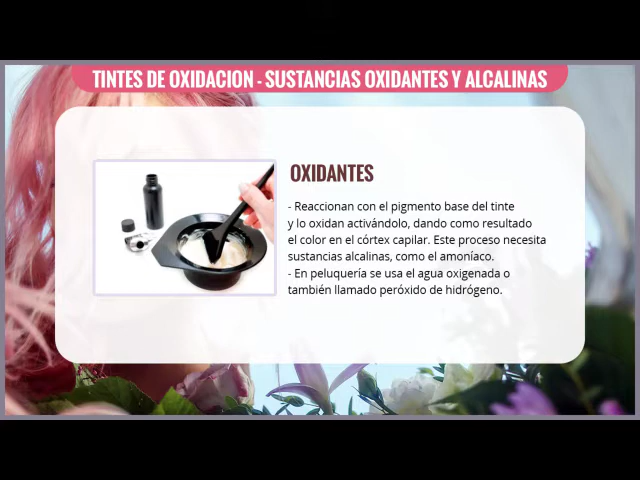 TINTES DE OXIDACION - SUSTANCIAS OXIDANTES Y ALCALINAS
OXIDANTES
- Reaccionan con el pigmento base del tinte
y lo oxidan activándolo, dando como resultado
el color en el córtex capilar. Este proceso necesita
sustancias alcalinas, como el amoníaco.
- En peluquería se usa el agua oxigenada o
también llamado peróxido de hidrógeno.